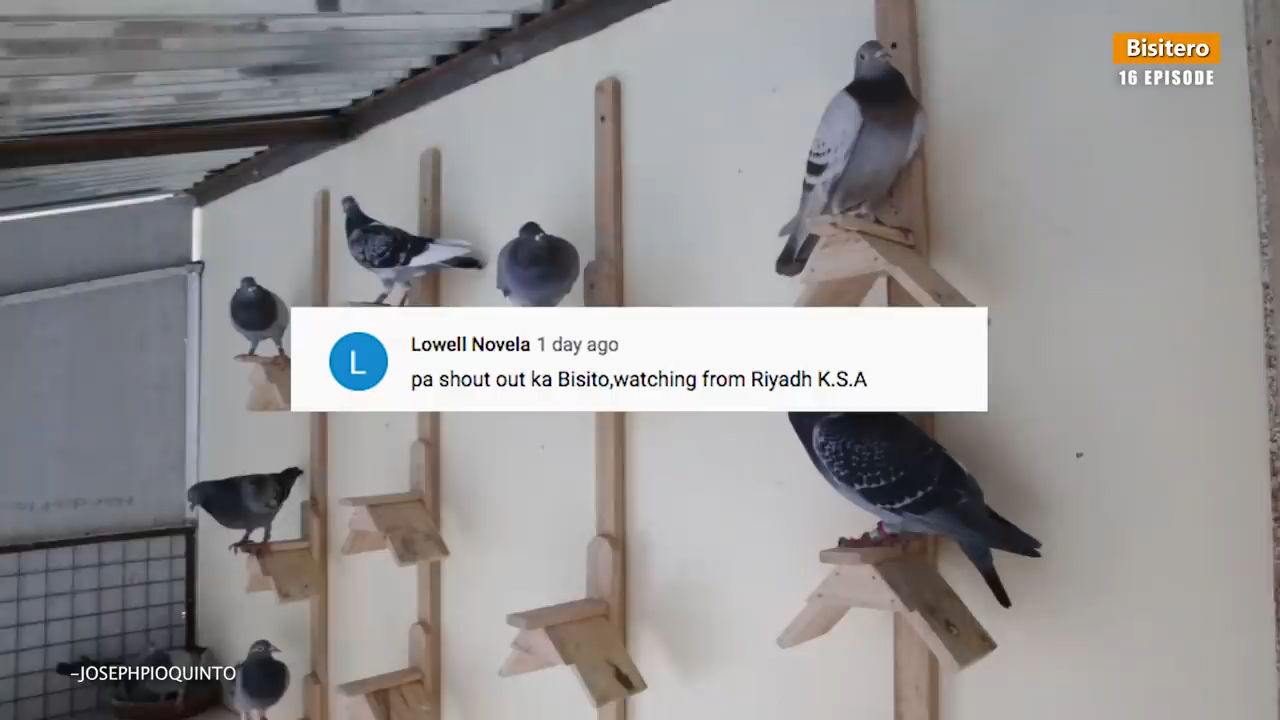 Bisitero
16 EPISODE
L
Lowell Novela 1 day ago
pa shout out ka Bisito,watching from Riyadh K.S.A
–JOSEPHPIOQUINTO